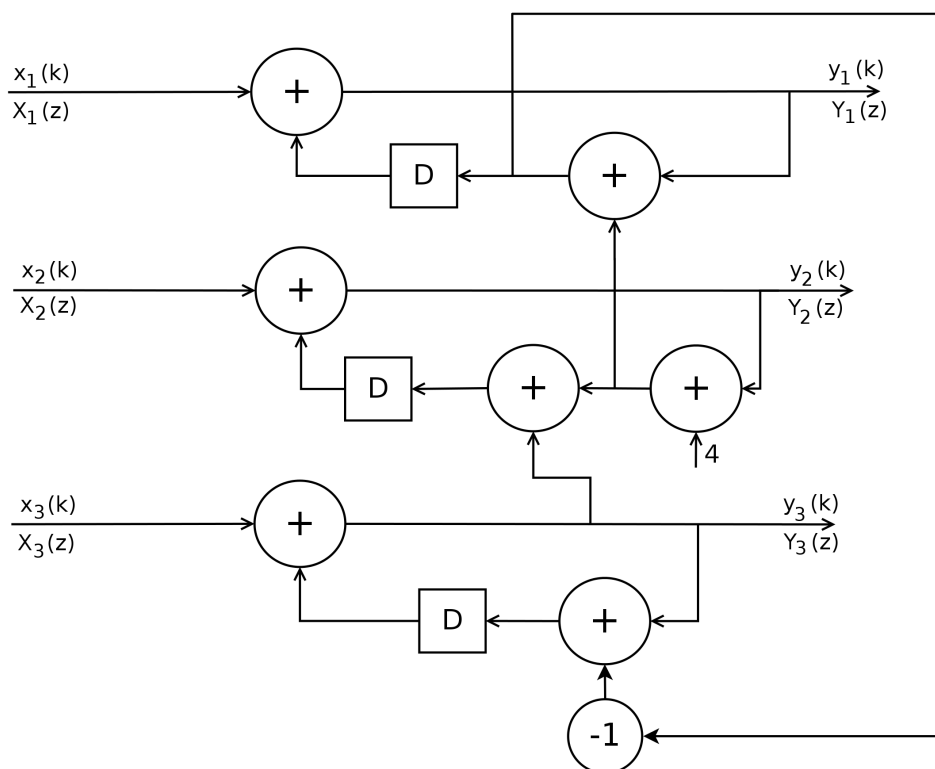 x1(k)
X1(z)
+
y1(k)
Y1(z)
D
+
x2(k)
X2(z)
+
y2(k)
Y2(z)
D
+
+
4
x3(k)
X3(z)
+
y3(k)
Y3(z)
D
+
-1